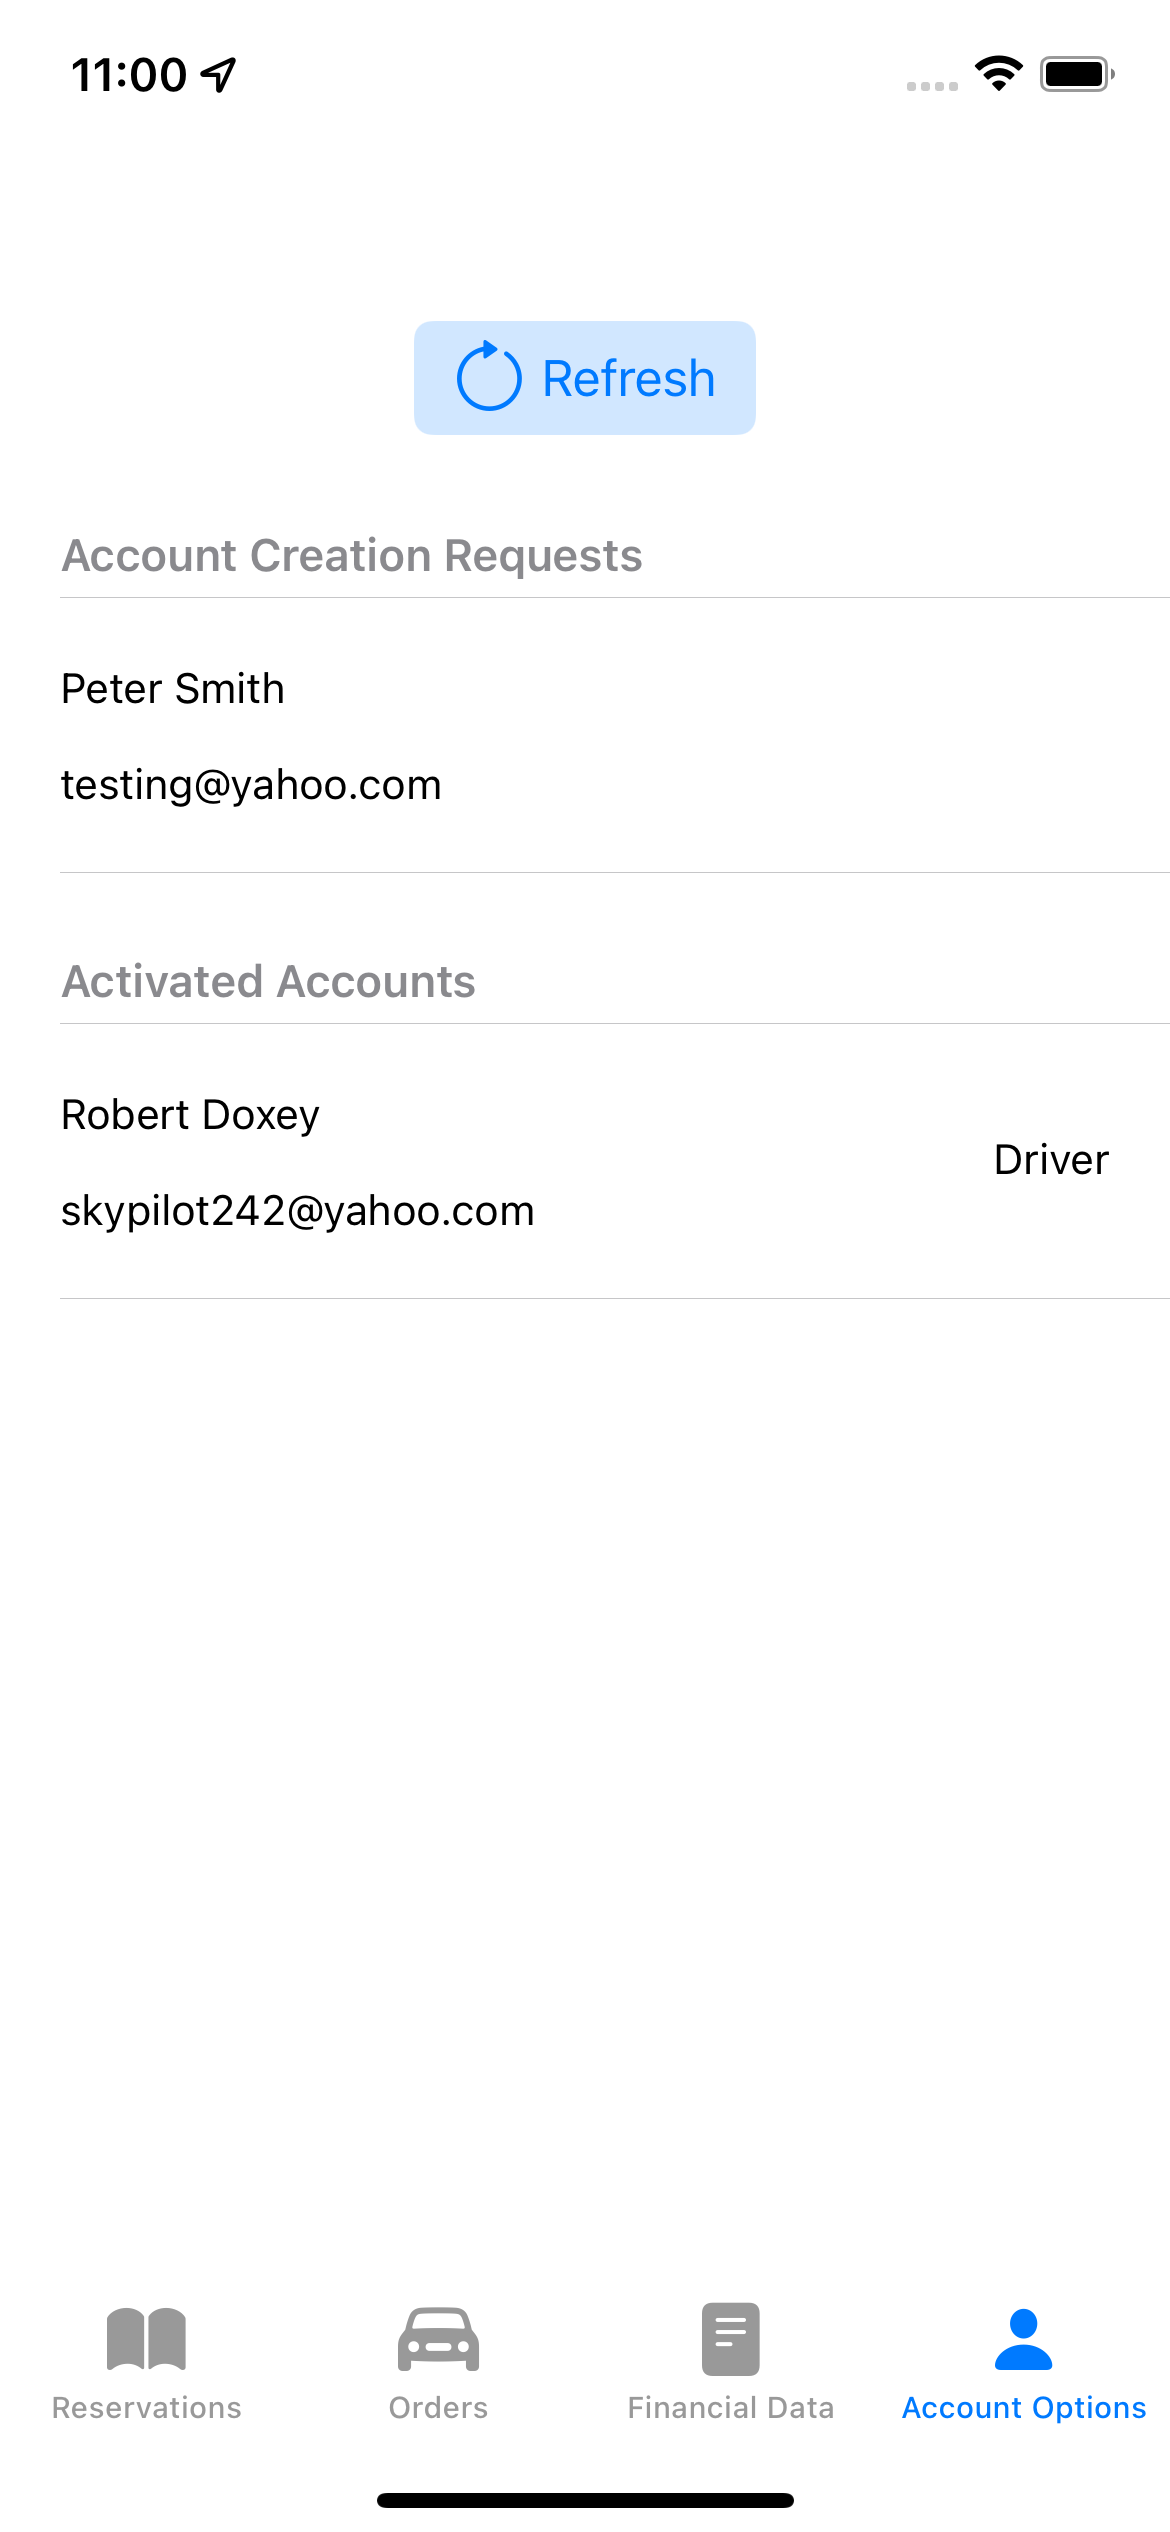 11:00
Refresh
Account Creation Requests
Peter Smith
testing@yahoo.com
Activated Accounts
Robert Doxey
Driver
skypilot242@yahoo.com
Reservations
Orders
Financial Data
Account Options